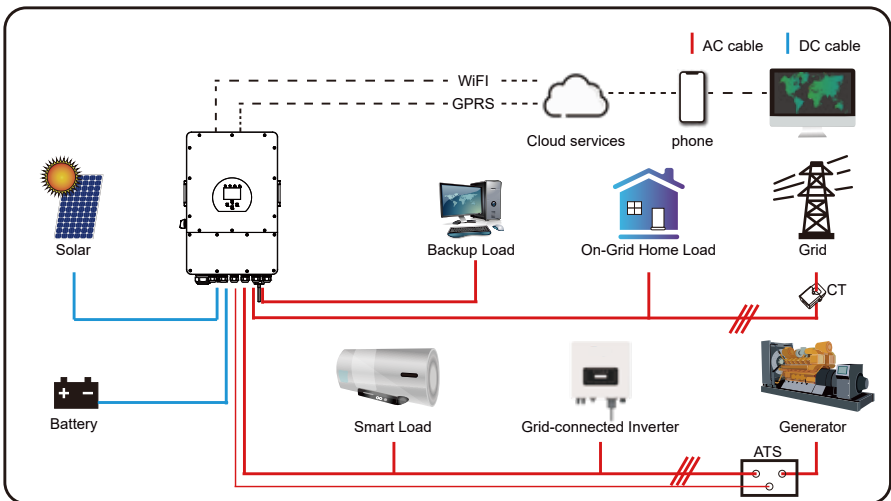 AC cable
DC cable
WiFI
GPRS
Cloud services
phone
Solar
Backup Load
On-Grid Home Load
Grid
CT
Battery
Smart Load
Grid-connected Inverter
Generator
ATS